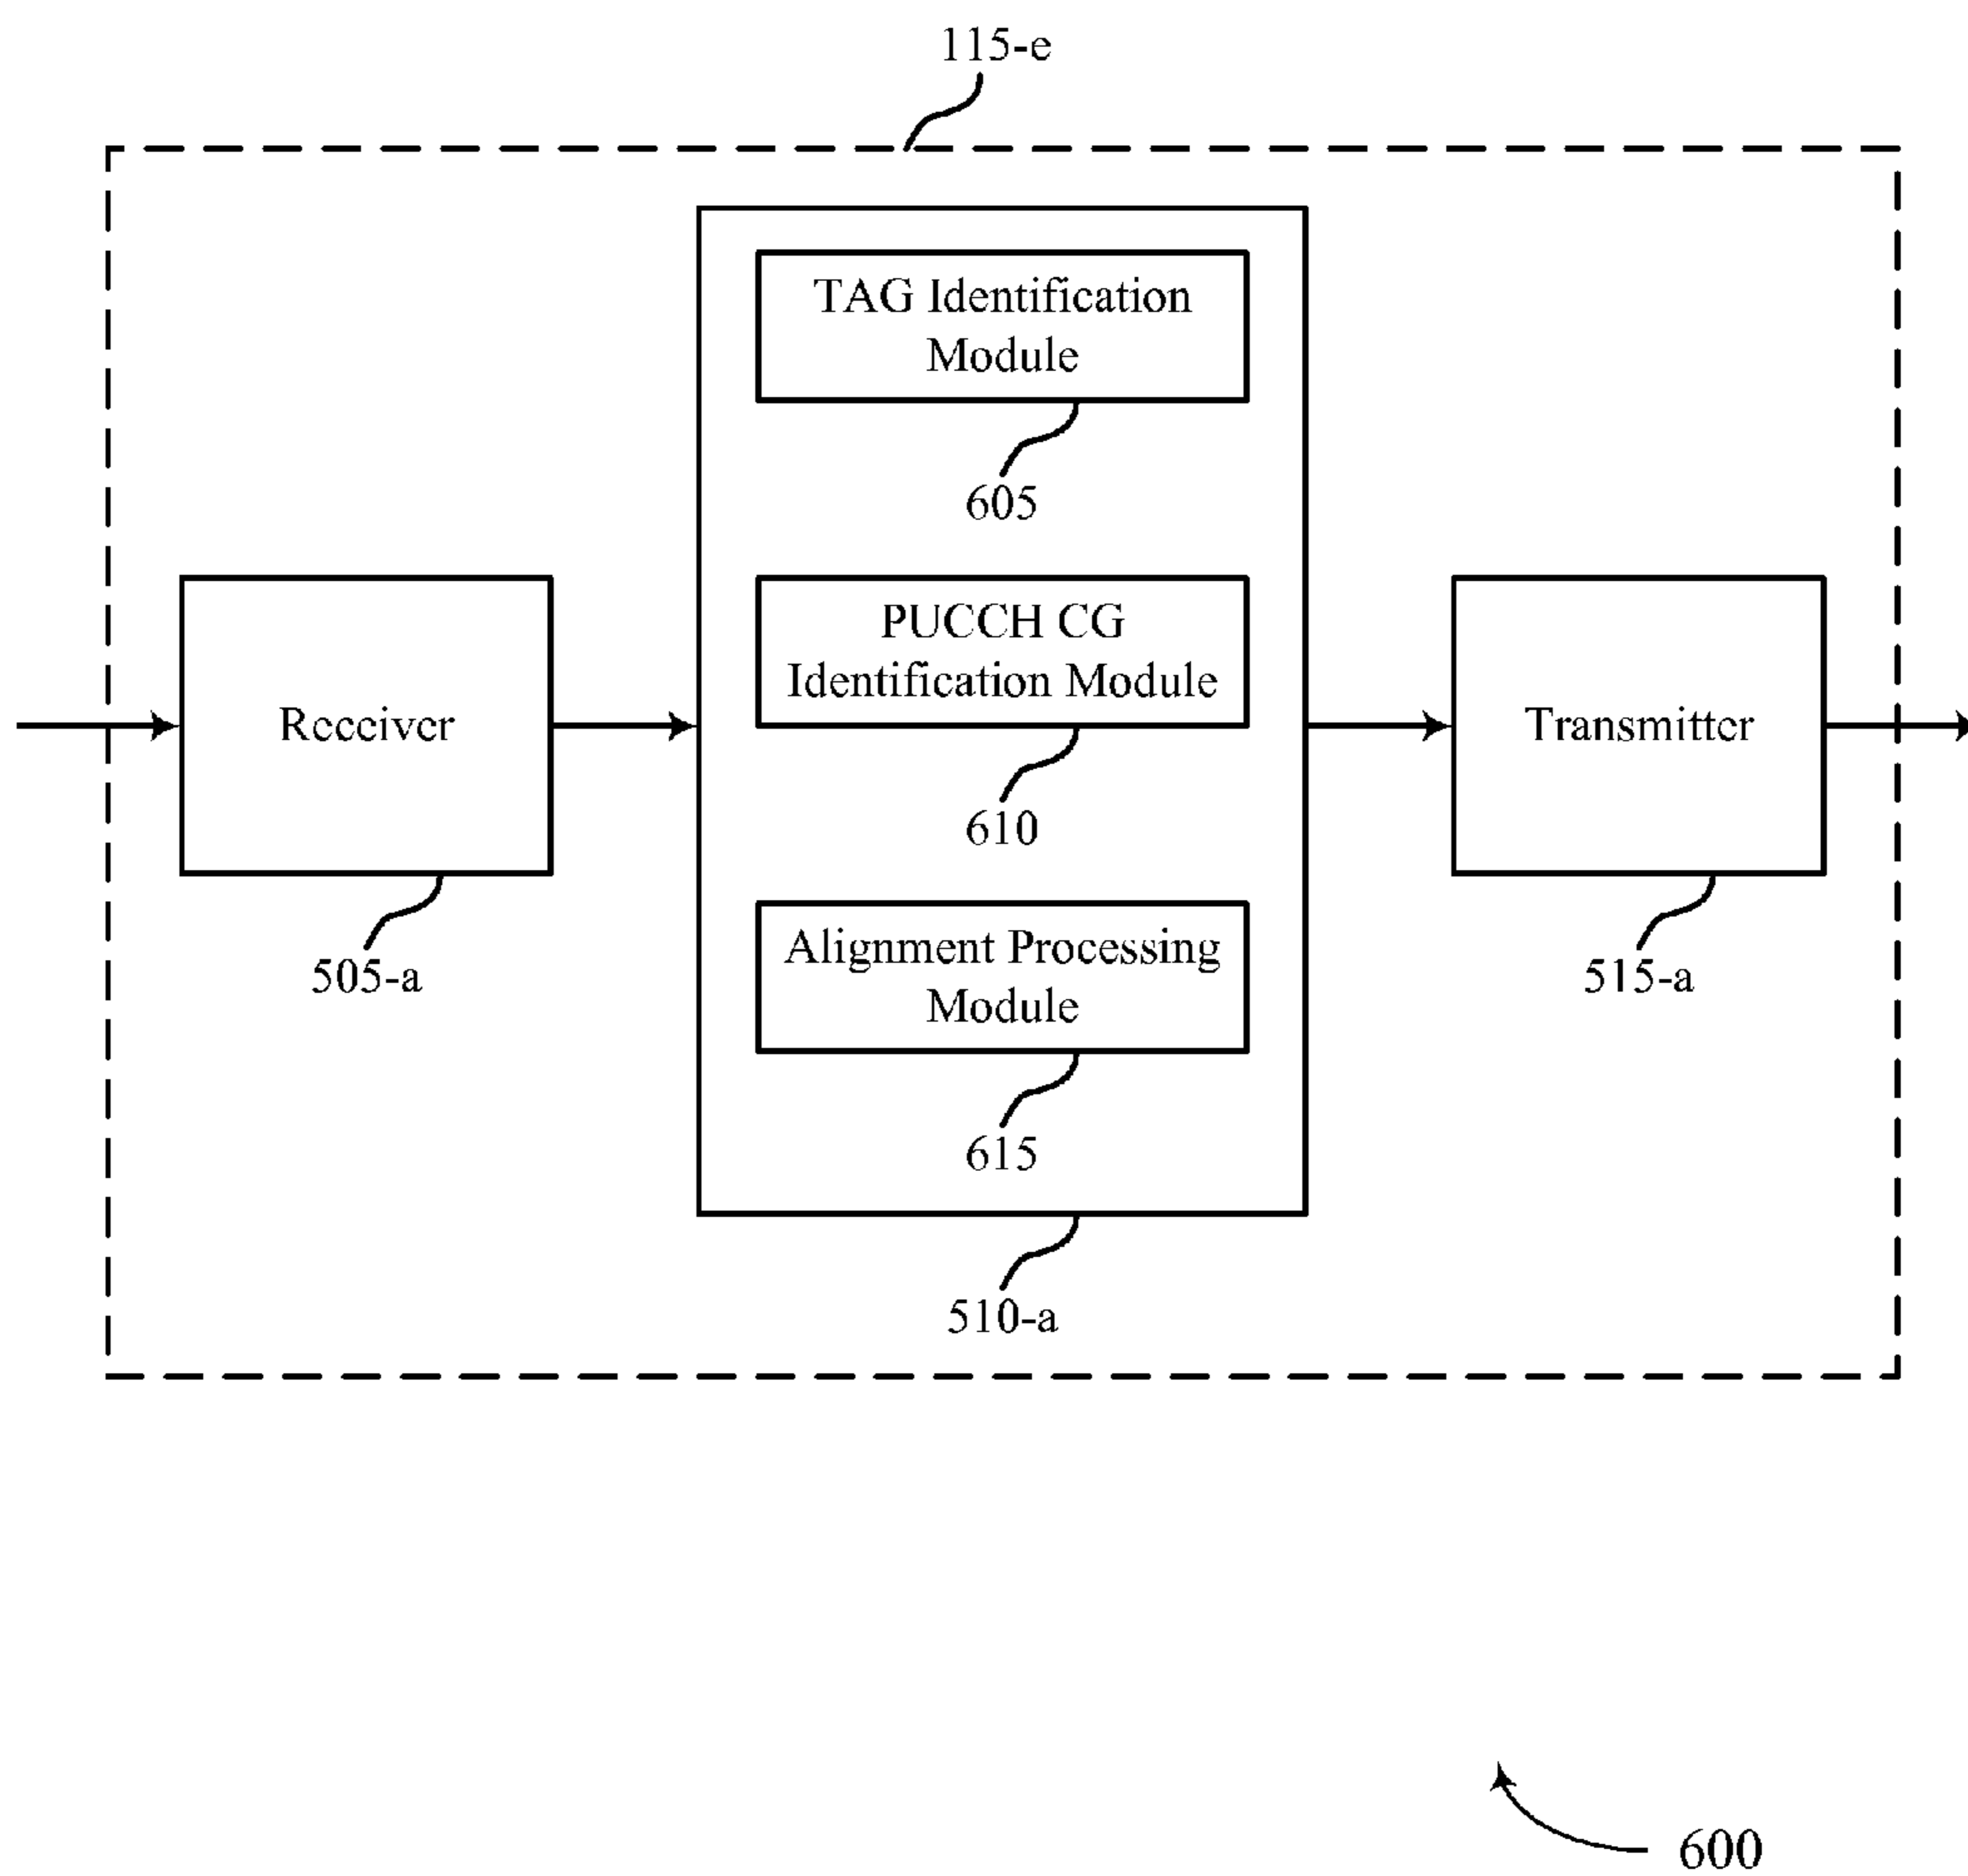 115-e
TAG Identification
Module
605
PUCCH CG
Identification Module
610
Receiver
Transmitter
Alignment Processing
Module
505-a
515-a
615
510-a
600